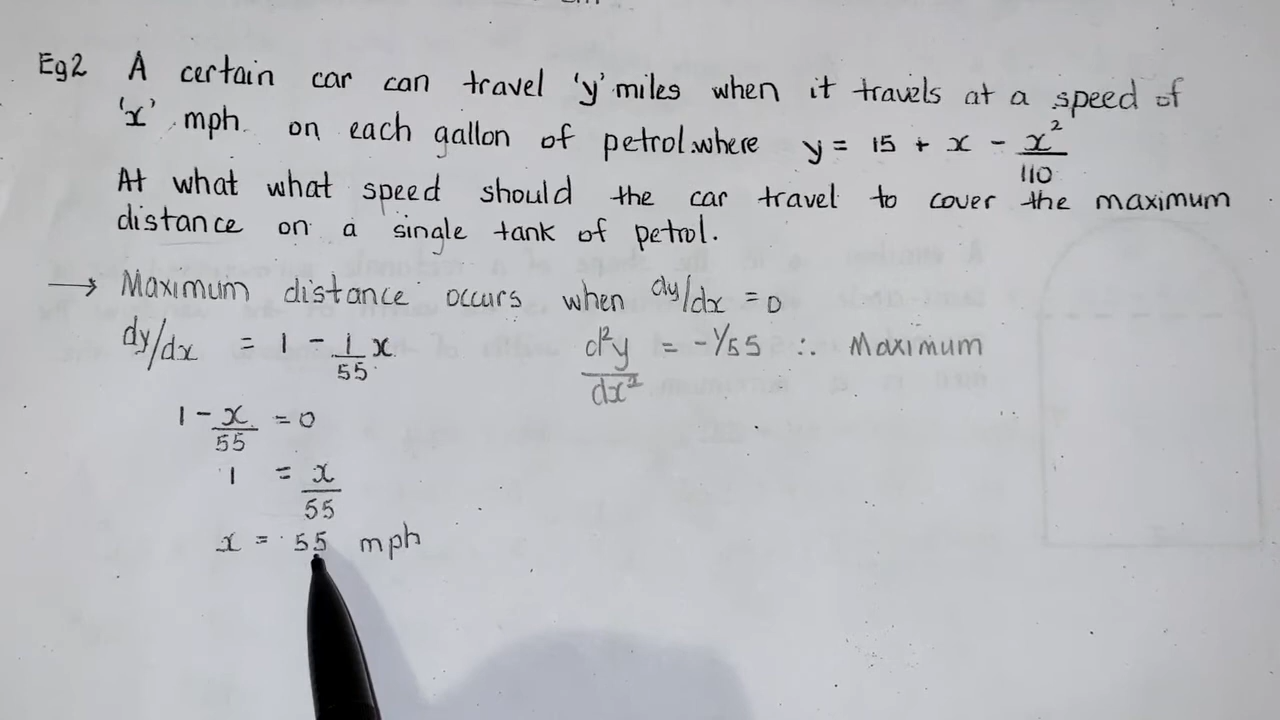 Eg2 A certain car can travel 'y' miles when it travels at a speed of
'x' mph on each gallon of petrol.where y = 15 + x - x²/110
At what what speed should the car travel to cover the maximum
distance on a single tank of petrol.
→ Maximum distance occurs when dy/dx = 0
dy/dx = 1 - 1/55 x d²y/dx² = -1/55 ∴ Maximum
1 - x/55 = 0
1 = x/55
x = 55 mph